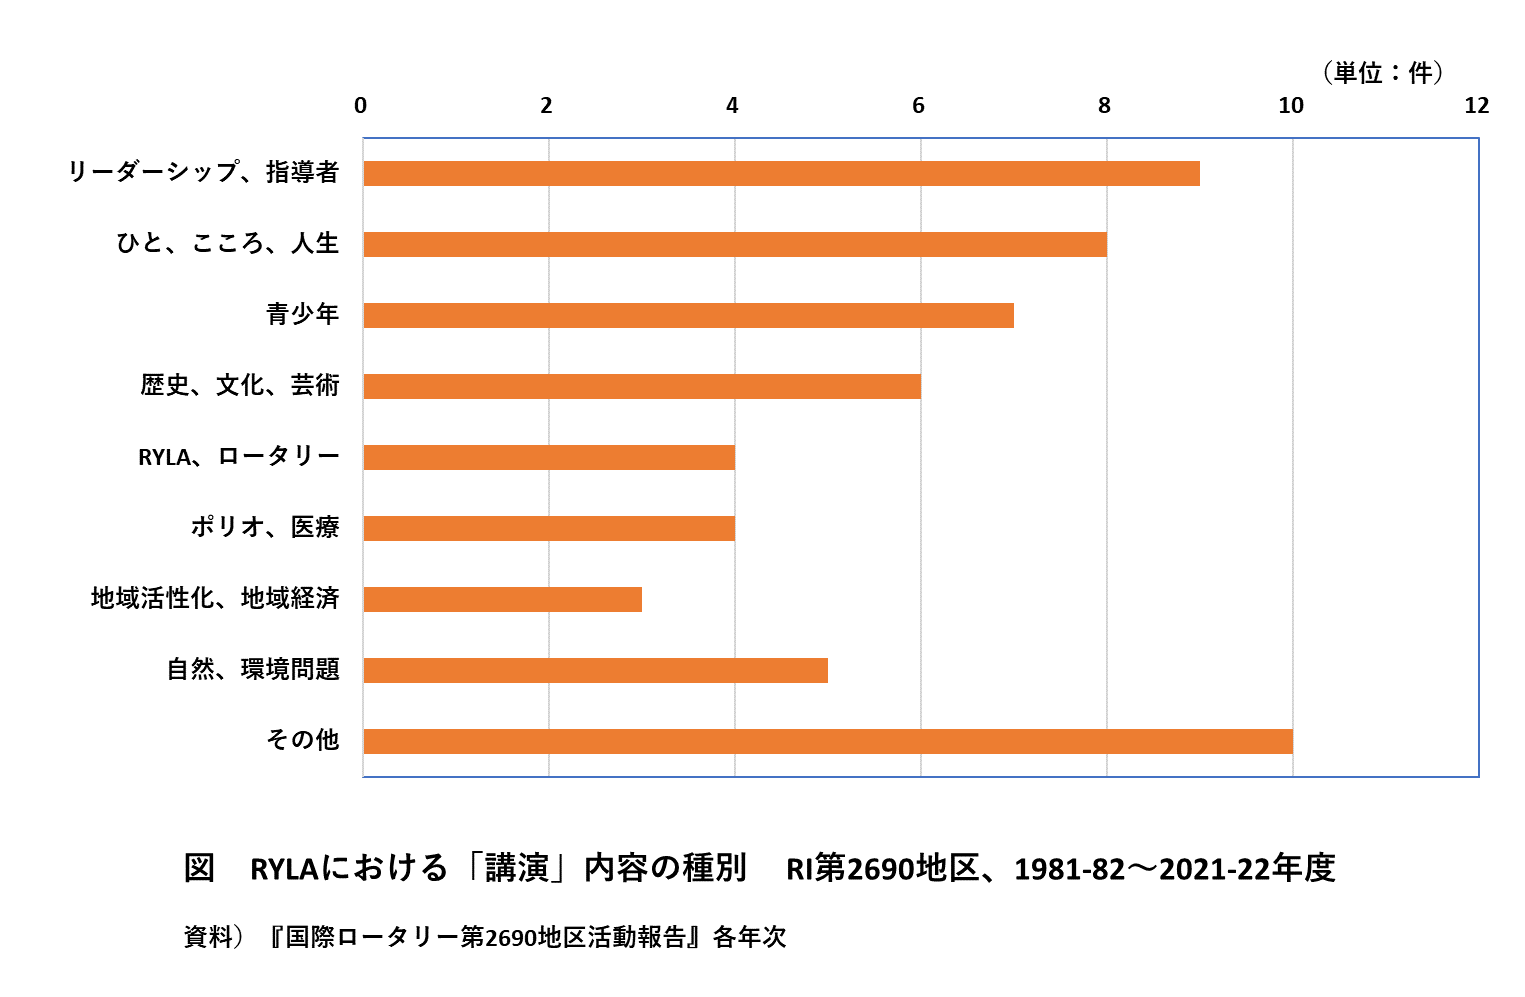 （単位：件）
0 2 4 6 8 10 12
リーダーシップ、指導者
ひと、こころ、人生
青少年
歴史、文化、芸術
RYLA、ロータリー
ポリオ、医療
地域活性化、地域経済
自然、環境問題
その他
図　RYLAにおける「講演」内容の種別　RI第2690地区、1981-82～2021-22年度
資料）『国際ロータリー第2690地区活動報告』各年次